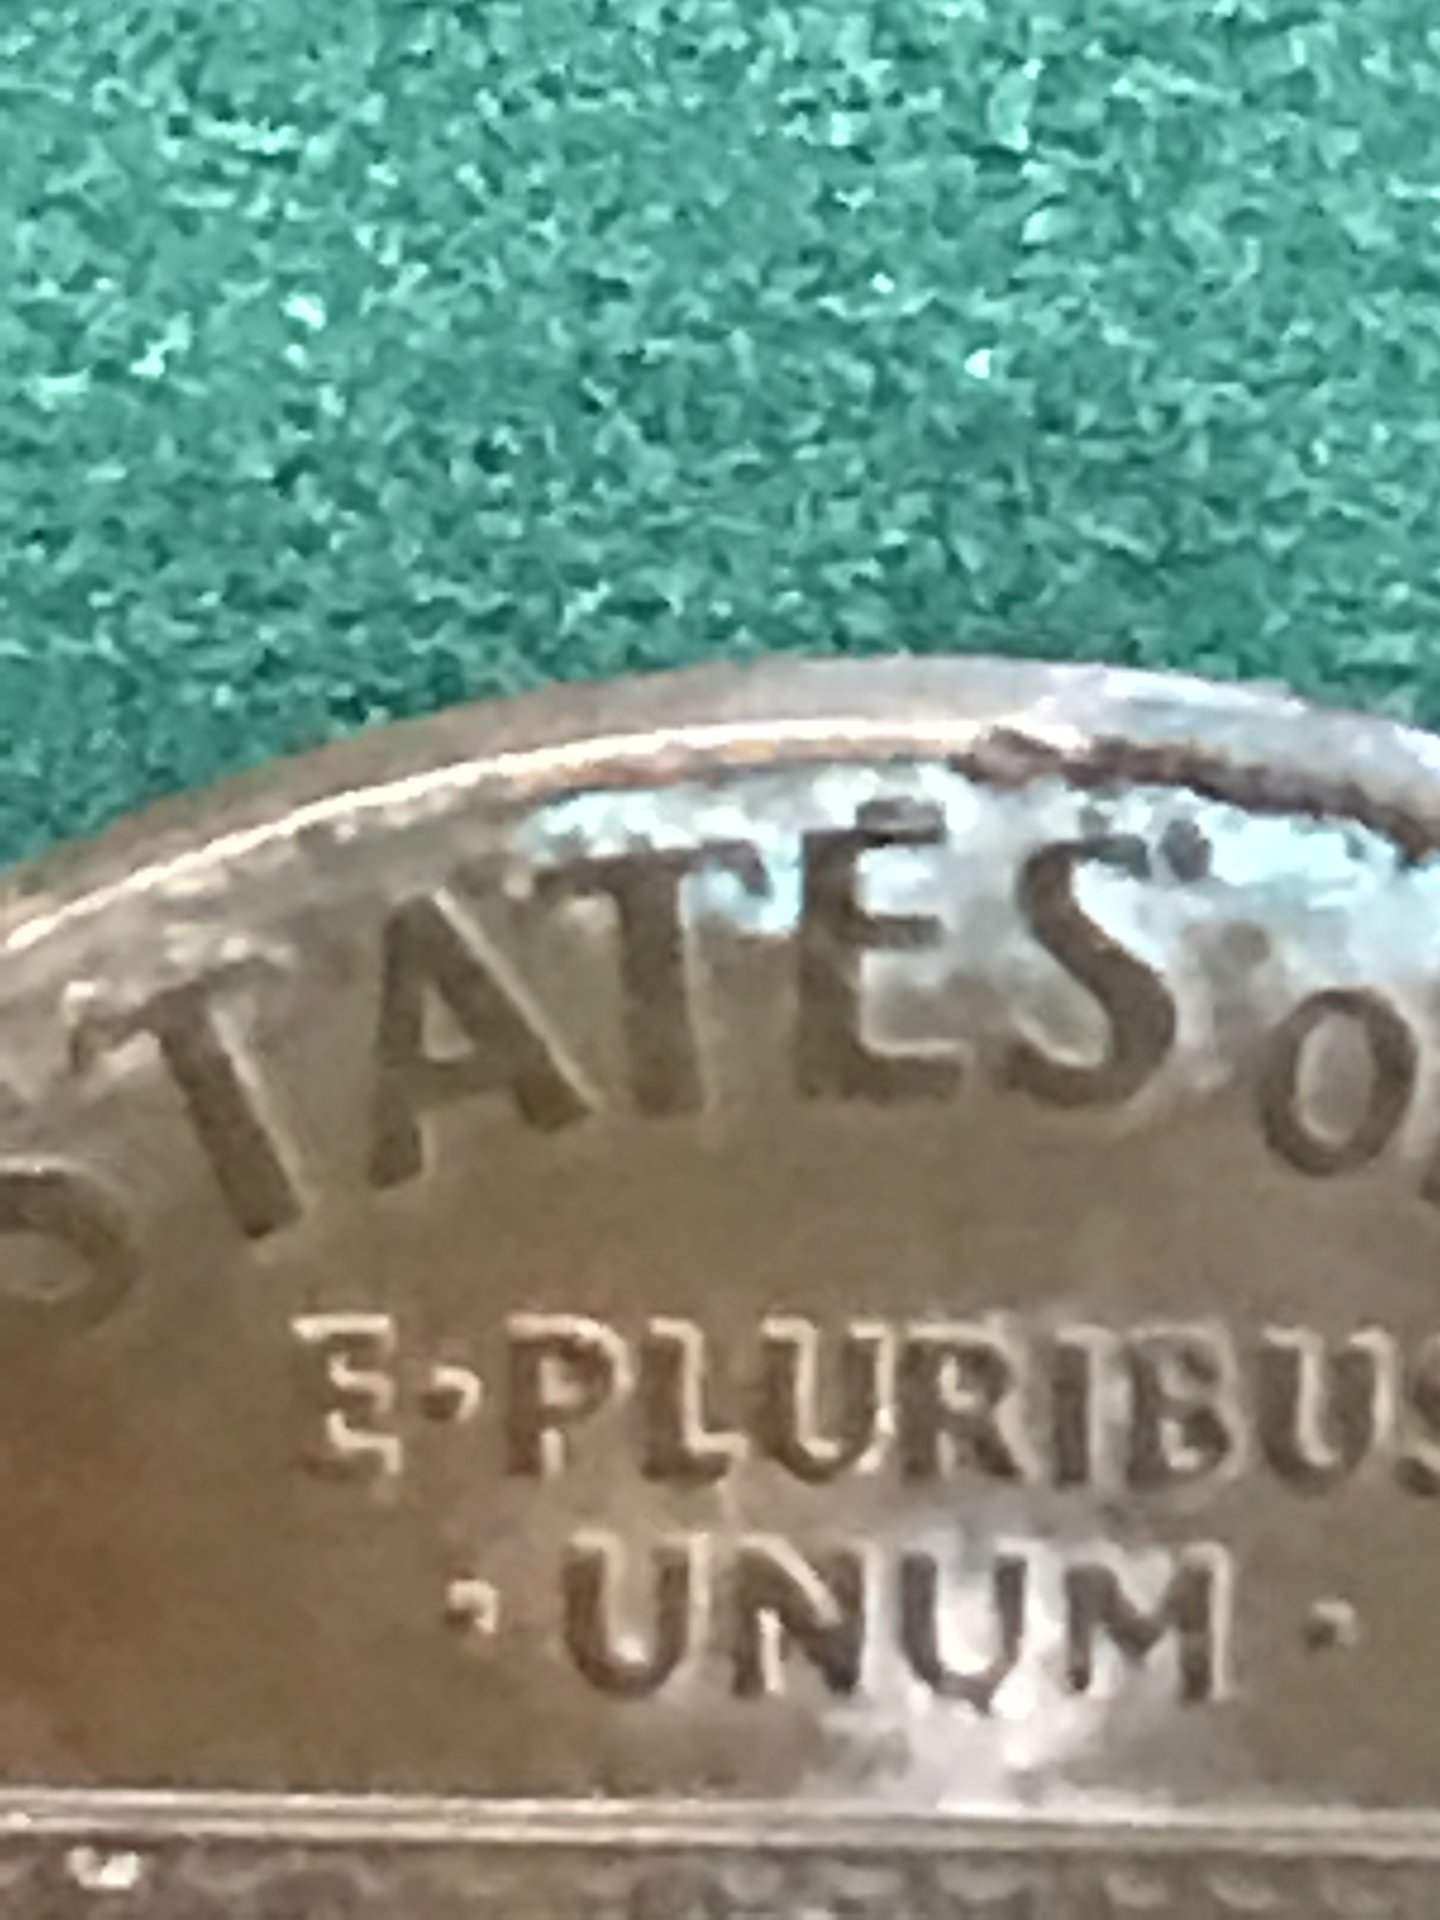 STATES O
E·PLURIBUS
·UNUM·